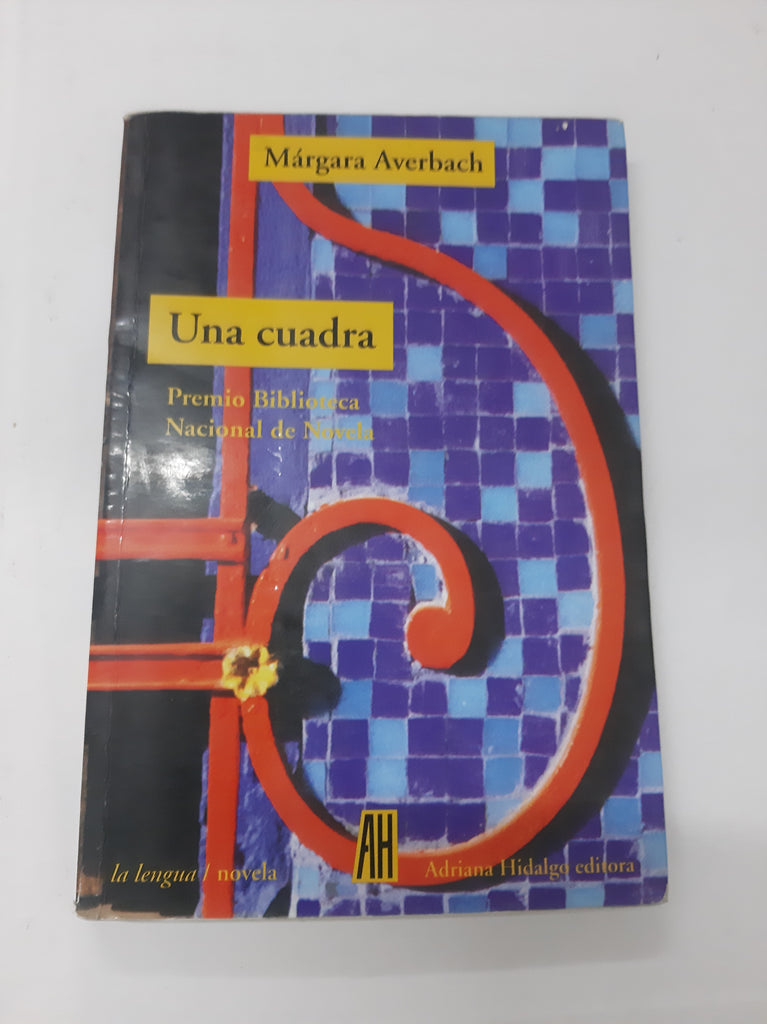 Márgara Averbach
Una cuadra
Premio Biblioteca
Nacional de Novela
la lengua / novela
AH
Adriana Hidalgo editora